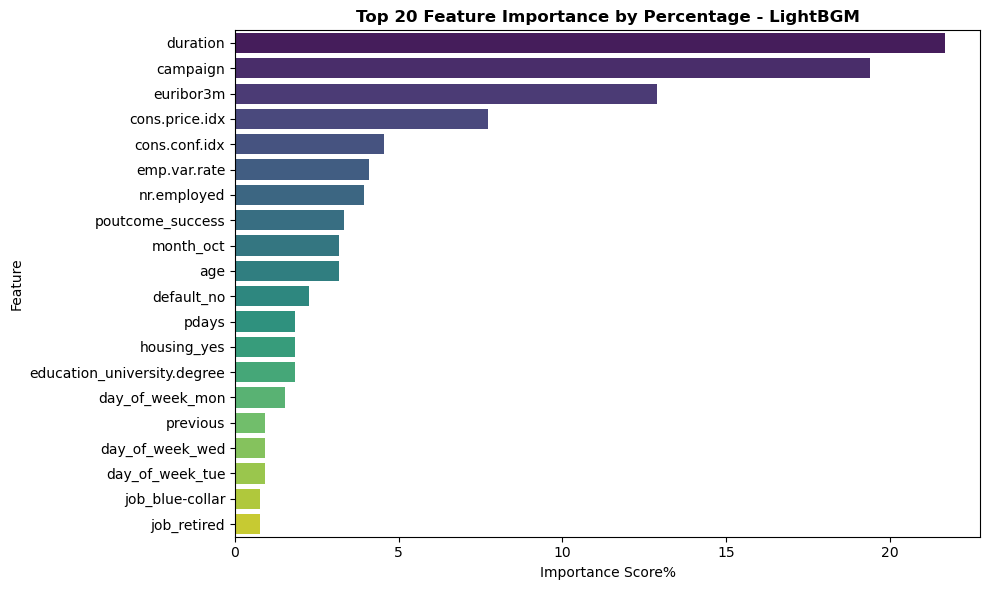 Top 20 Feature Importance by Percentage - LightBGM
Feature
duration
campaign
euribor3m
cons.price.idx
cons.conf.idx
emp.var.rate
nr.employed
poutcome_success
month_oct
age
default_no
pdays
housing_yes
education_university.degree
day_of_week_mon
previous
day_of_week_wed
day_of_week_tue
job_blue-collar
job_retired
0 5 10 15 20
Importance Score%